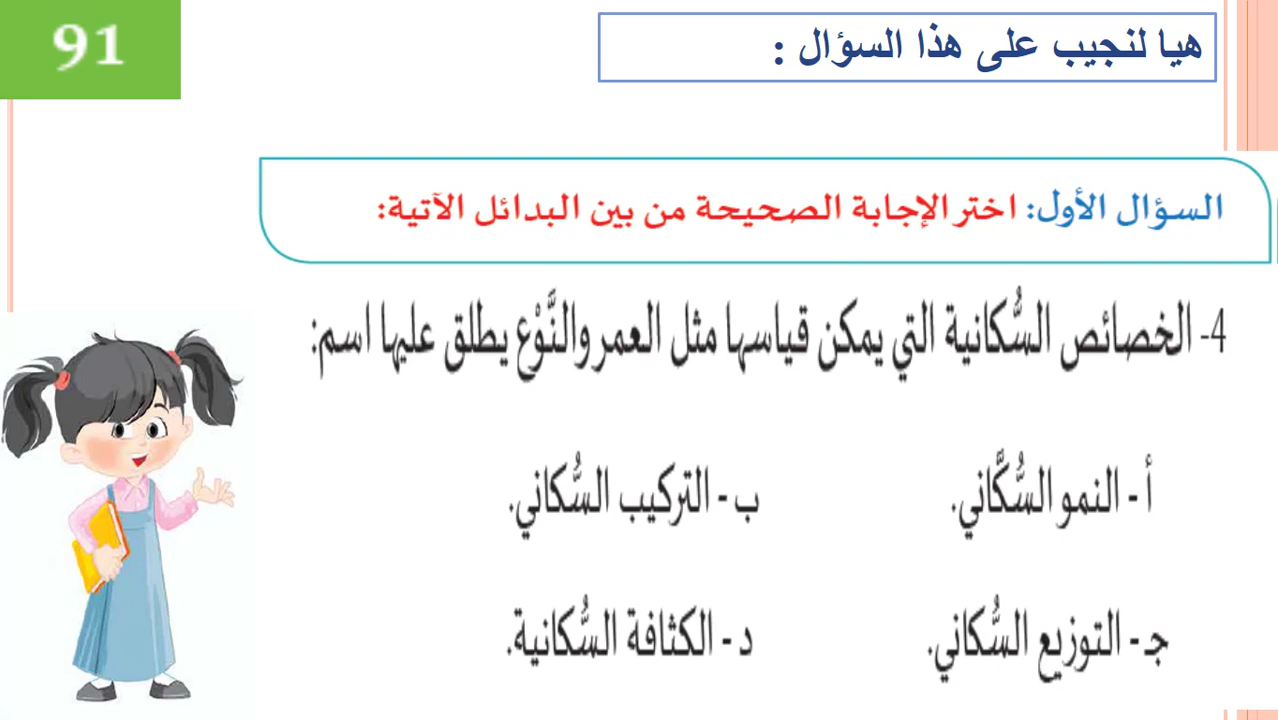 91
هيا لنجيب على هذا السؤال :
السؤال الأول: اختر الإجابة الصحيحة من بين البدائل الآتية:
4- الخصائص السُّكانية التي يمكن قياسها مثل العمر والنَّوْع يطلق عليها اسم:
أ - النمو السُّكَّاني. ب - التركيب السُّكاني.
جـ - التوزيع السُّكاني. د - الكثافة السُّكانية.